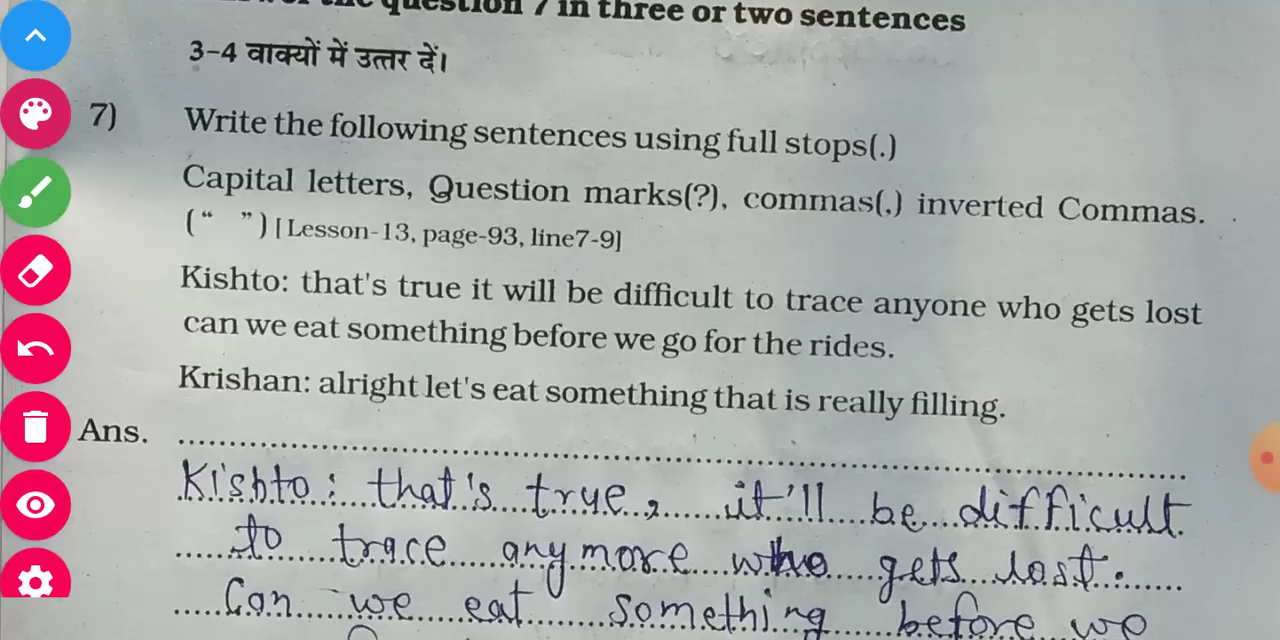 the question 7 in three or two sentences
3-4 वाक्यों में उत्तर दें।
7) Write the following sentences using full stops(.)
Capital letters, Question marks(?), commas(,) inverted Commas.
(“ ”) [Lesson-13, page-93, line7-9]
Kishto: that's true it will be difficult to trace anyone who gets lost
can we eat something before we go for the rides.
Krishan: alright let's eat something that is really filling.
Ans.
Kishto: that's true, it'll be difficult
to trace anymore who gets lost.
Can we eat something before we